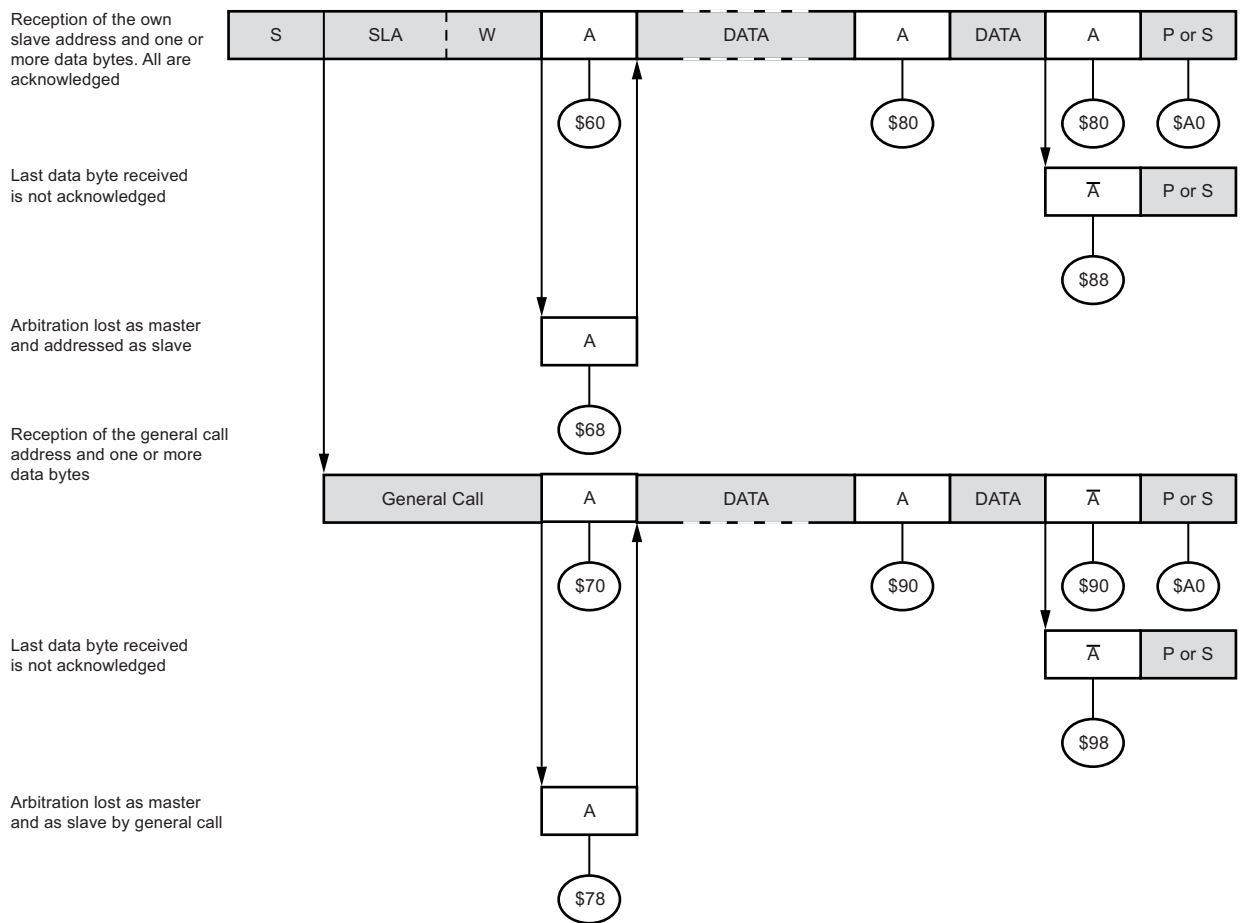 Reception of the own
slave address and one or
more data bytes. All are
acknowledged
S SLA W A DATA A DATA A P or S
$60 $80 $80 $A0
Last data byte received
is not acknowledged
A̅ P or S
$88
Arbitration lost as master
and addressed as slave
A
$68
Reception of the general call
address and one or more
data bytes
General Call A DATA A DATA A̅ P or S
$70 $90 $90 $A0
Last data byte received
is not acknowledged
A̅ P or S
$98
Arbitration lost as master
and as slave by general call
A
$78